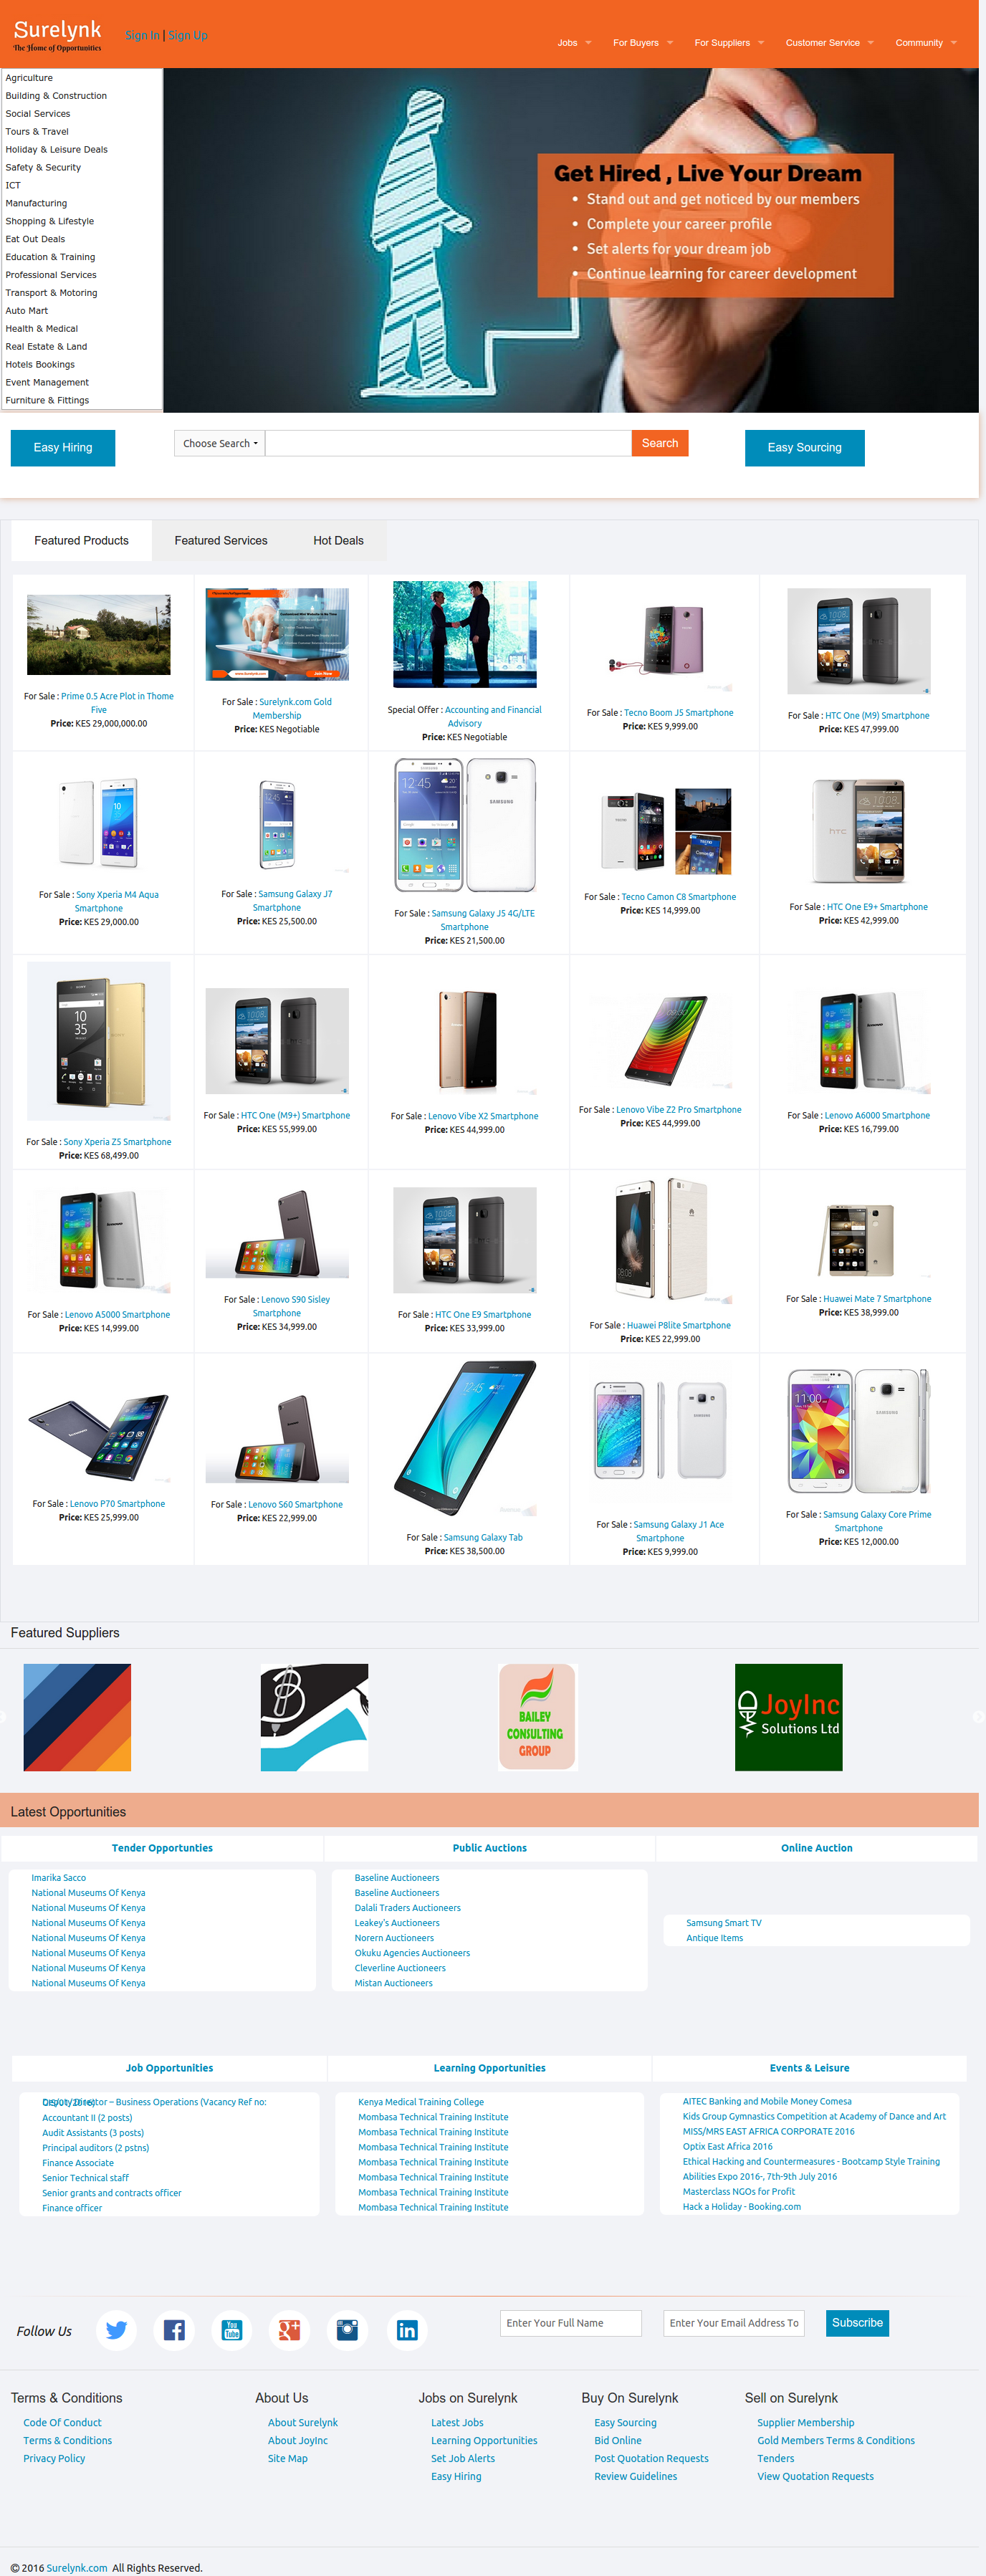 Surelynk
The Home of Opportunities
Sign In | Sign Up
Jobs
For Buyers
For Suppliers
Customer Service
Community
Agriculture
Building & Construction
Social Services
Tours & Travel
Holiday & Leisure Deals
Safety & Security
ICT
Manufacturing
Shopping & Lifestyle
Eat Out Deals
Education & Training
Professional Services
Transport & Motoring
Auto Mart
Health & Medical
Real Estate & Land
Hotels Bookings
Event Management
Furniture & Fittings
Get Hired , Live Your Dream
• Stand out and get noticed by our members
• Complete your career profile
• Set alerts for your dream job
• Continue learning for career development
Easy Hiring
Choose Search
Search
Easy Sourcing
Featured Products
Featured Services
Hot Deals
For Sale : Prime 0.5 Acre Plot in Thome
Five
Price: KES 29,000,000.00
For Sale : Surelynk.com Gold
Membership
Price: KES Negotiable
Special Offer : Accounting and Financial
Advisory
Price: KES Negotiable
For Sale : Tecno Boom J5 Smartphone
Price: KES 9,999.00
For Sale : HTC One (M9) Smartphone
Price: KES 47,999.00
For Sale : Sony Xperia M4 Aqua
Smartphone
Price: KES 29,000.00
For Sale : Samsung Galaxy J7
Smartphone
Price: KES 25,500.00
12:45
SAMSUNG
For Sale : Samsung Galaxy J5 4G/LTE
Smartphone
Price: KES 21,500.00
For Sale : Tecno Camon C8 Smartphone
Price: KES 14,999.00
For Sale : HTC One E9+ Smartphone
Price: KES 42,999.00
SONY
10
35
For Sale : Sony Xperia Z5 Smartphone
Price: KES 68,499.00
For Sale : HTC One (M9+) Smartphone
Price: KES 55,999.00
For Sale : Lenovo Vibe X2 Smartphone
Price: KES 44,999.00
For Sale : Lenovo Vibe Z2 Pro Smartphone
Price: KES 44,999.00
For Sale : Lenovo A6000 Smartphone
Price: KES 16,799.00
For Sale : Lenovo A5000 Smartphone
Price: KES 14,999.00
For Sale : Lenovo S90 Sisley
Smartphone
Price: KES 34,999.00
For Sale : HTC One E9 Smartphone
Price: KES 33,999.00
For Sale : Huawei P8lite Smartphone
Price: KES 22,999.00
For Sale : Huawei Mate 7 Smartphone
Price: KES 38,999.00
For Sale : Lenovo P70 Smartphone
Price: KES 25,999.00
For Sale : Lenovo S60 Smartphone
Price: KES 22,999.00
For Sale : Samsung Galaxy Tab
Price: KES 38,500.00
For Sale : Samsung Galaxy J1 Ace
Smartphone
Price: KES 9,999.00
11:00
SAMSUNG
For Sale : Samsung Galaxy Core Prime
Smartphone
Price: KES 12,000.00
Featured Suppliers
B
BAILEY
CONSULTING
GROUP
JoyInc
Solutions Ltd
Latest Opportunities
Tender Opportunties
Public Auctions
Online Auction
Imarika Sacco
National Museums Of Kenya
National Museums Of Kenya
National Museums Of Kenya
National Museums Of Kenya
National Museums Of Kenya
National Museums Of Kenya
National Museums Of Kenya
Baseline Auctioneers
Baseline Auctioneers
Dalali Traders Auctioneers
Leakey's Auctioneers
Norern Auctioneers
Okuku Agencies Auctioneers
Cleverline Auctioneers
Mistan Auctioneers
Samsung Smart TV
Antique Items
Job Opportunities
Learning Opportunities
Events & Leisure
Director – Business Operations (Vacancy Ref no:
Accountant II (2 posts)
Audit Assistants (3 posts)
Principal auditors (2 pstns)
Finance Associate
Senior Technical staff
Senior grants and contracts officer
Finance officer
Kenya Medical Training College
Mombasa Technical Training Institute
Mombasa Technical Training Institute
Mombasa Technical Training Institute
Mombasa Technical Training Institute
Mombasa Technical Training Institute
Mombasa Technical Training Institute
Mombasa Technical Training Institute
AITEC Banking and Mobile Money Comesa
Kids Group Gymnastics Competition at Academy of Dance and Art
MISS/MRS EAST AFRICA CORPORATE 2016
Optix East Africa 2016
Ethical Hacking and Countermeasures - Bootcamp Style Training
Abilities Expo 2016-, 7th-9th July 2016
Masterclass NGOs for Profit
Hack a Holiday - Booking.com
Follow Us
You
Tube
g+
in
Enter Your Full Name
Enter Your Email Address To
Subscribe
Terms & Conditions
Code Of Conduct
Terms & Conditions
Privacy Policy
About Us
About Surelynk
About JoyInc
Site Map
Jobs on Surelynk
Latest Jobs
Learning Opportunities
Set Job Alerts
Easy Hiring
Buy On Surelynk
Easy Sourcing
Bid Online
Post Quotation Requests
Review Guidelines
Sell on Surelynk
Supplier Membership
Gold Members Terms & Conditions
Tenders
View Quotation Requests
© 2016 Surelynk.com All Rights Reserved.